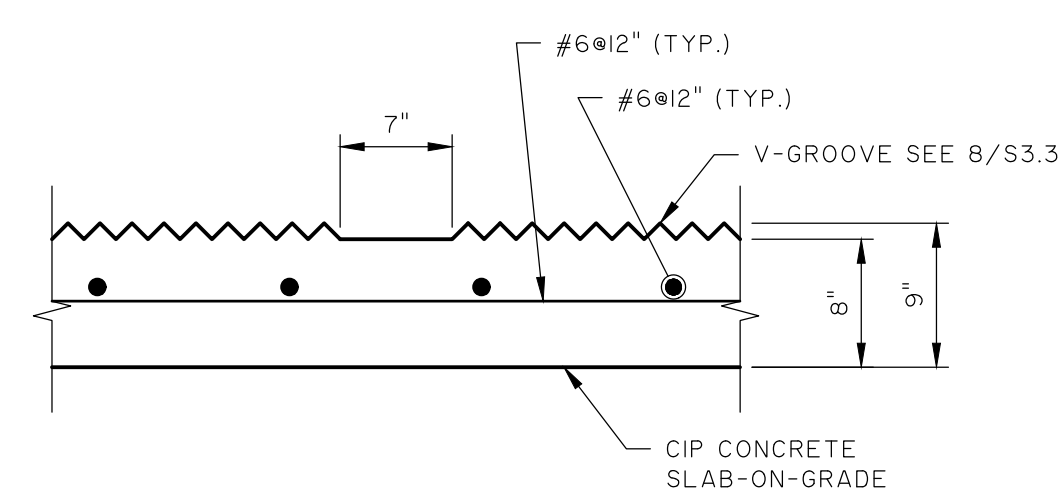 #6@12" (TYP.)
#6@12" (TYP.)
7"
V-GROOVE SEE 8/S3.3
8"
9"
CIP CONCRETE
SLAB-ON-GRADE